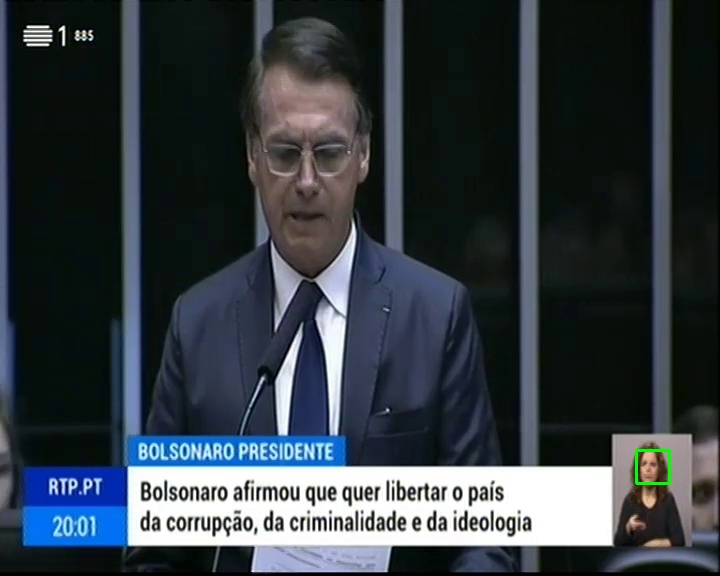 1 885
BOLSONARO PRESIDENTE
RTP.PT
Bolsonaro afirmou que quer libertar o país
20:01
da corrupção, da criminalidade e da ideologia